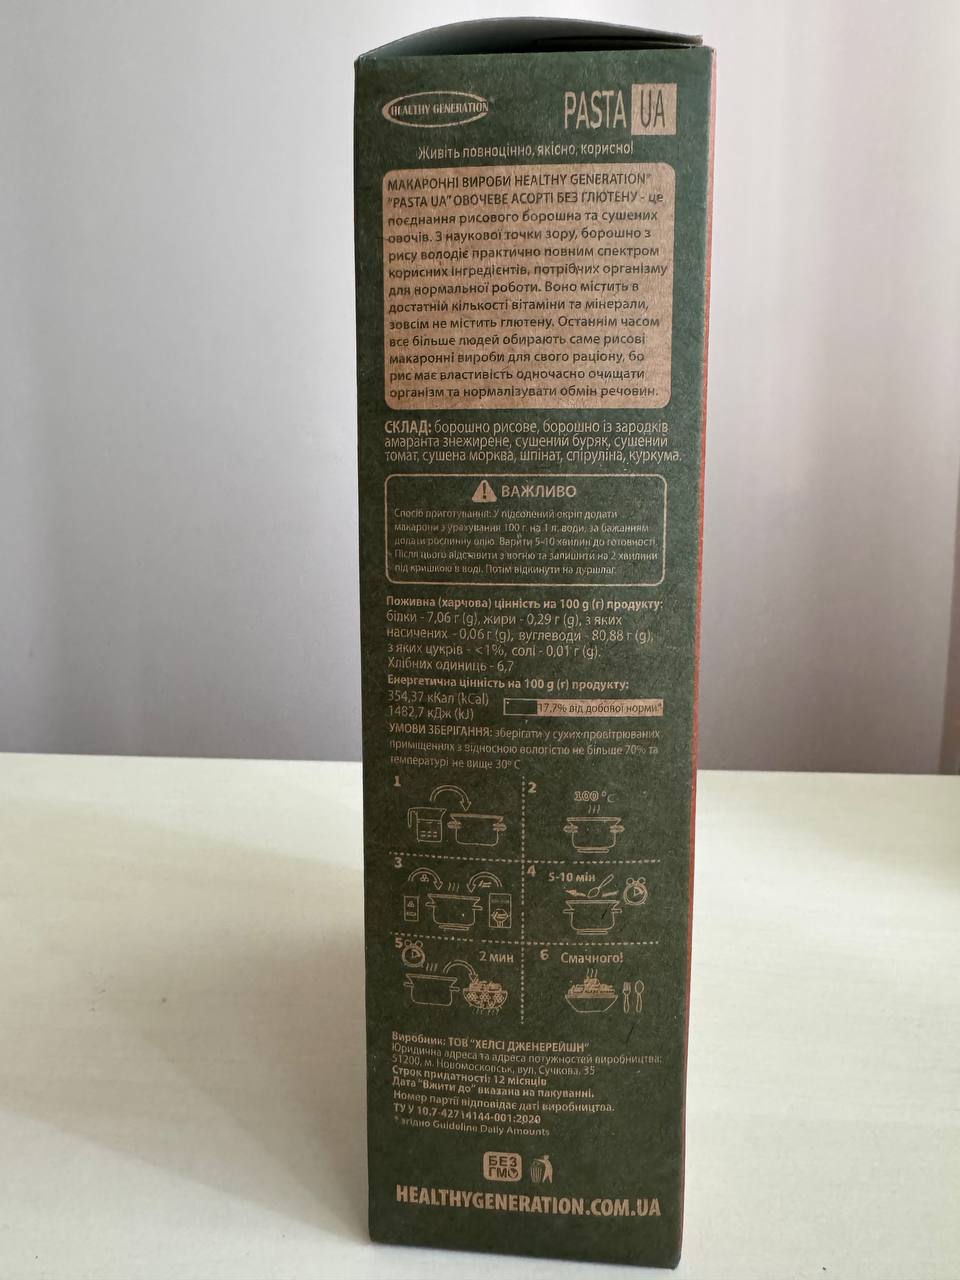 HEALTHY GENERATION
PASTA UA
Живіть повноцінно, якісно, корисно!
МАКАРОННІ ВИРОБИ HEALTHY GENERATION®
"PASTA UA" ОВОЧЕВЕ АСОРТІ БЕЗ ГЛЮТЕНУ - це
поєднання рисового борошна та сушених
овочів. З наукової точки зору, борошно з
рису володіє практично повним спектром
корисних інгредієнтів, потрібних організму
для нормальної роботи. Воно містить в
достатній кількості вітаміни та мінерали,
зовсім не містить глютену. Останнім часом
все більше людей обирають саме рисові
макаронні вироби для свого раціону, бо
рис має властивість одночасно очищати
організм та нормалізувати обмін речовин.
СКЛАД: борошно рисове, борошно із зародків
амаранта знежирене, сушений буряк, сушений
томат, сушена морква, шпінат, спіруліна, куркума.
ВАЖЛИВО
Спосіб приготування: У підсолений окріп додати
макарони з урахування 100 г. на 1 л. води, за бажанням
додати рослинну олію. Варити 5-10 хвилин до готовності.
Після цього відставити з вогню та залишити на 2 хвилини
під кришкою в воді. Потім відкинути на друшлаг.
Поживна (харчова) цінність на 100 g (г) продукту:
білки - 7,06 г (g), жири - 0,29 г (g), з яких
насичених - 0,06 г (g), вуглеводи - 80,88 г (g),
з яких цукрів - <1%, солі - 0,01 г (g).
Хлібних одиниць - 6,7
Енергетична цінність на 100 g (г) продукту:
354,37 кКал (kCal)
1482,7 кДж (kJ)
17,7% від добової норми*
УМОВИ ЗБЕРІГАННЯ: зберігати у сухих провітрюваних
приміщеннях з відносною вологістю не більше 70% та
температурі не вище 30° С
1
2
100 °C
3
4
5-10 мін
5
2 мин
6 Смачного!
Виробник: ТОВ "ХЕЛСІ ДЖЕНЕРЕЙШН"
Юридична адреса та адреса потужностей виробництва:
51200, м. Новомосковськ, вул. Сучкова, 35
Строк придатності: 12 місяців
Дата "Вжити до" вказана на пакуванні.
Номер партії відповідає даті виробництва.
ТУ У 10.7-42714144-001:2020
* згідно Guideline Daily Amounts
БЕЗ
ГМО
HEALTHYGENERATION.COM.UA